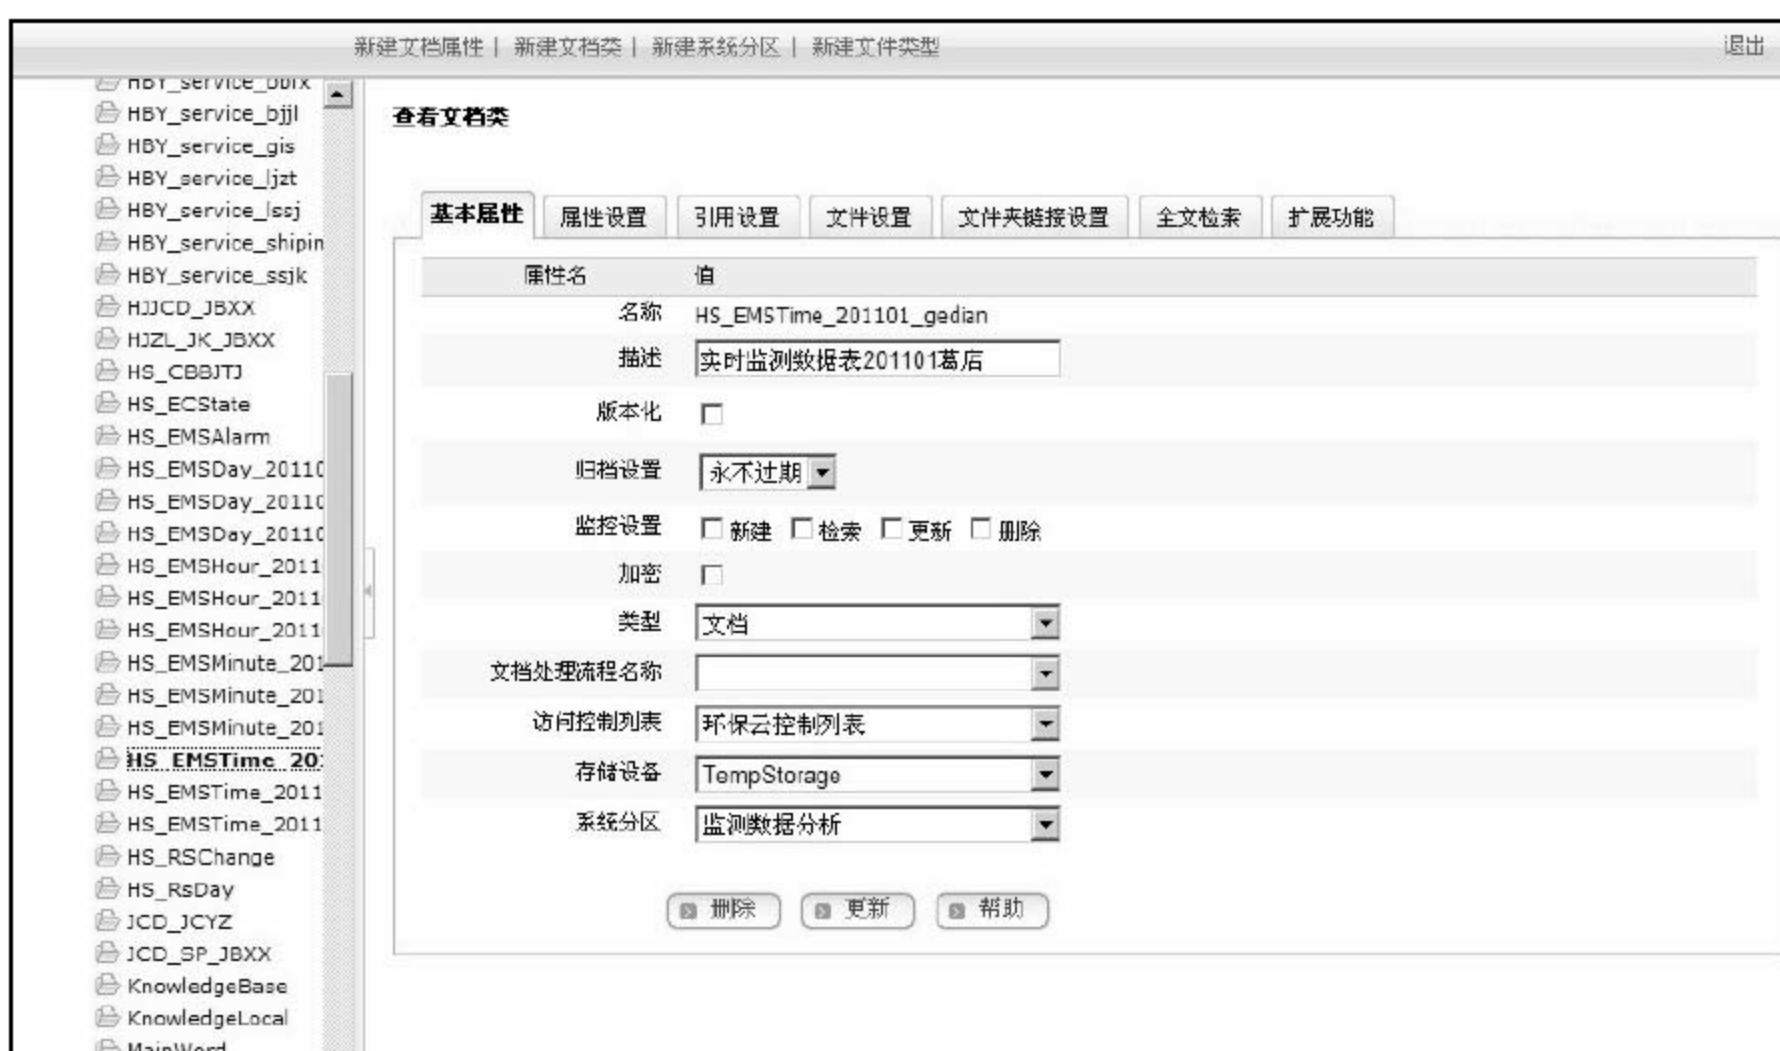 新建文档属性 | 新建文档类 | 新建系统分区 | 新建文件类型 退出
HBY_service_bbfx
HBY_service_bjjl
HBY_service_gis
HBY_service_ljzt
HBY_service_lssj
HBY_service_shipin
HBY_service_ssjk
HJJCD_JBXX
HJZL_JK_JBXX
HS_CBBJTJ
HS_ECState
HS_EMSAlarm
HS_EMSDay_20110
HS_EMSDay_20110
HS_EMSDay_20110
HS_EMSHour_2011
HS_EMSHour_2011
HS_EMSHour_2011
HS_EMSMinute_201
HS_EMSMinute_201
HS_EMSMinute_201
HS_EMSTime_201
HS_EMSTime_2011
HS_EMSTime_2011
HS_RSChange
HS_RsDay
JCD_JCYZ
JCD_SP_JBXX
KnowledgeBase
KnowledgeLocal
MainWord
查看文档类
基本属性 属性设置 引用设置 文件设置 文件夹链接设置 全文检索 扩展功能
属性名 值
名称 HS_EMSTime_201101_gedian
描述 实时监测数据表201101葛店
版本化
归档设置 永不过期
监控设置 新建 检索 更新 删除
加密
类型 文档
文档处理流程名称
访问控制列表 环保云控制列表
存储设备 TempStorage
系统分区 监测数据分析
删除 更新 帮助